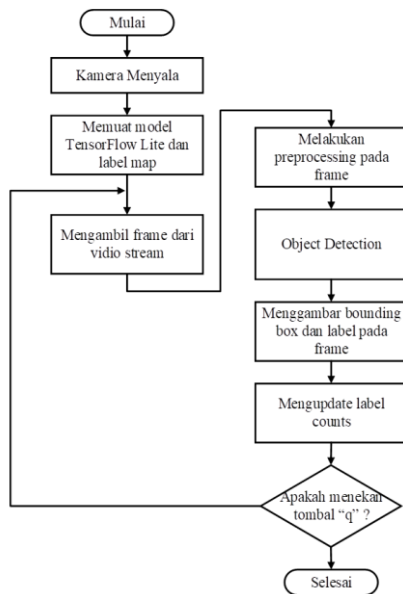 Mulai
Kamera Menyala
Memuat model
TensorFlow Lite dan
label map
Mengambil frame dari
vidio stream
Melakukan
preprocessing pada
frame
Object Detection
Menggambar bounding
box dan label pada
frame
Mengupdate label
counts
Apakah menekan
tombal “q” ?
Selesai